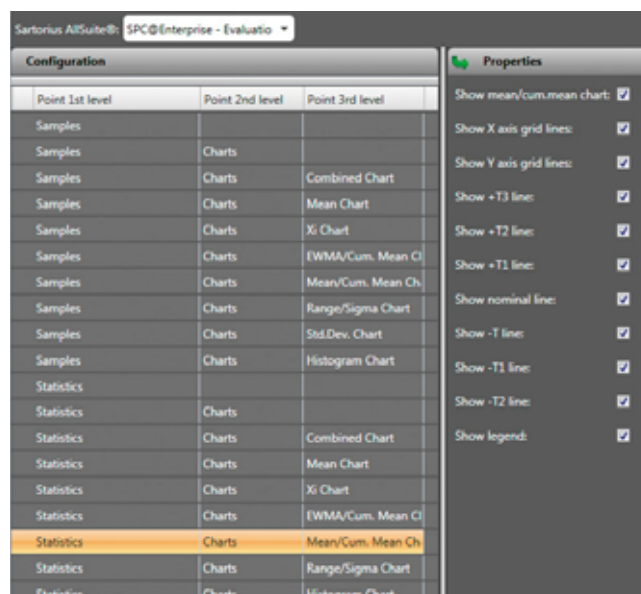 Sartorius AllSuite®: SPC@Enterprise - Evaluatio
Configuration
Point 1st level Point 2nd level Point 3rd level
Samples
Samples Charts
Samples Charts Combined Chart
Samples Charts Mean Chart
Samples Charts Xi Chart
Samples Charts EWMA/Cum. Mean Cl
Samples Charts Mean/Cum. Mean Ch
Samples Charts Range/Sigma Chart
Samples Charts Std.Dev. Chart
Samples Charts Histogram Chart
Statistics
Statistics Charts
Statistics Charts Combined Chart
Statistics Charts Mean Chart
Statistics Charts Xi Chart
Statistics Charts EWMA/Cum. Mean Cl
Statistics Charts Mean/Cum. Mean Ch
Statistics Charts Range/Sigma Chart
Statistics Charts Histogram Chart
Properties
Show mean/cum.mean chart:
Show X axis grid lines:
Show Y axis grid lines:
Show +T3 line:
Show +T2 line:
Show +T1 line:
Show nominal line:
Show -T line:
Show -T1 line:
Show -T2 line:
Show legend: